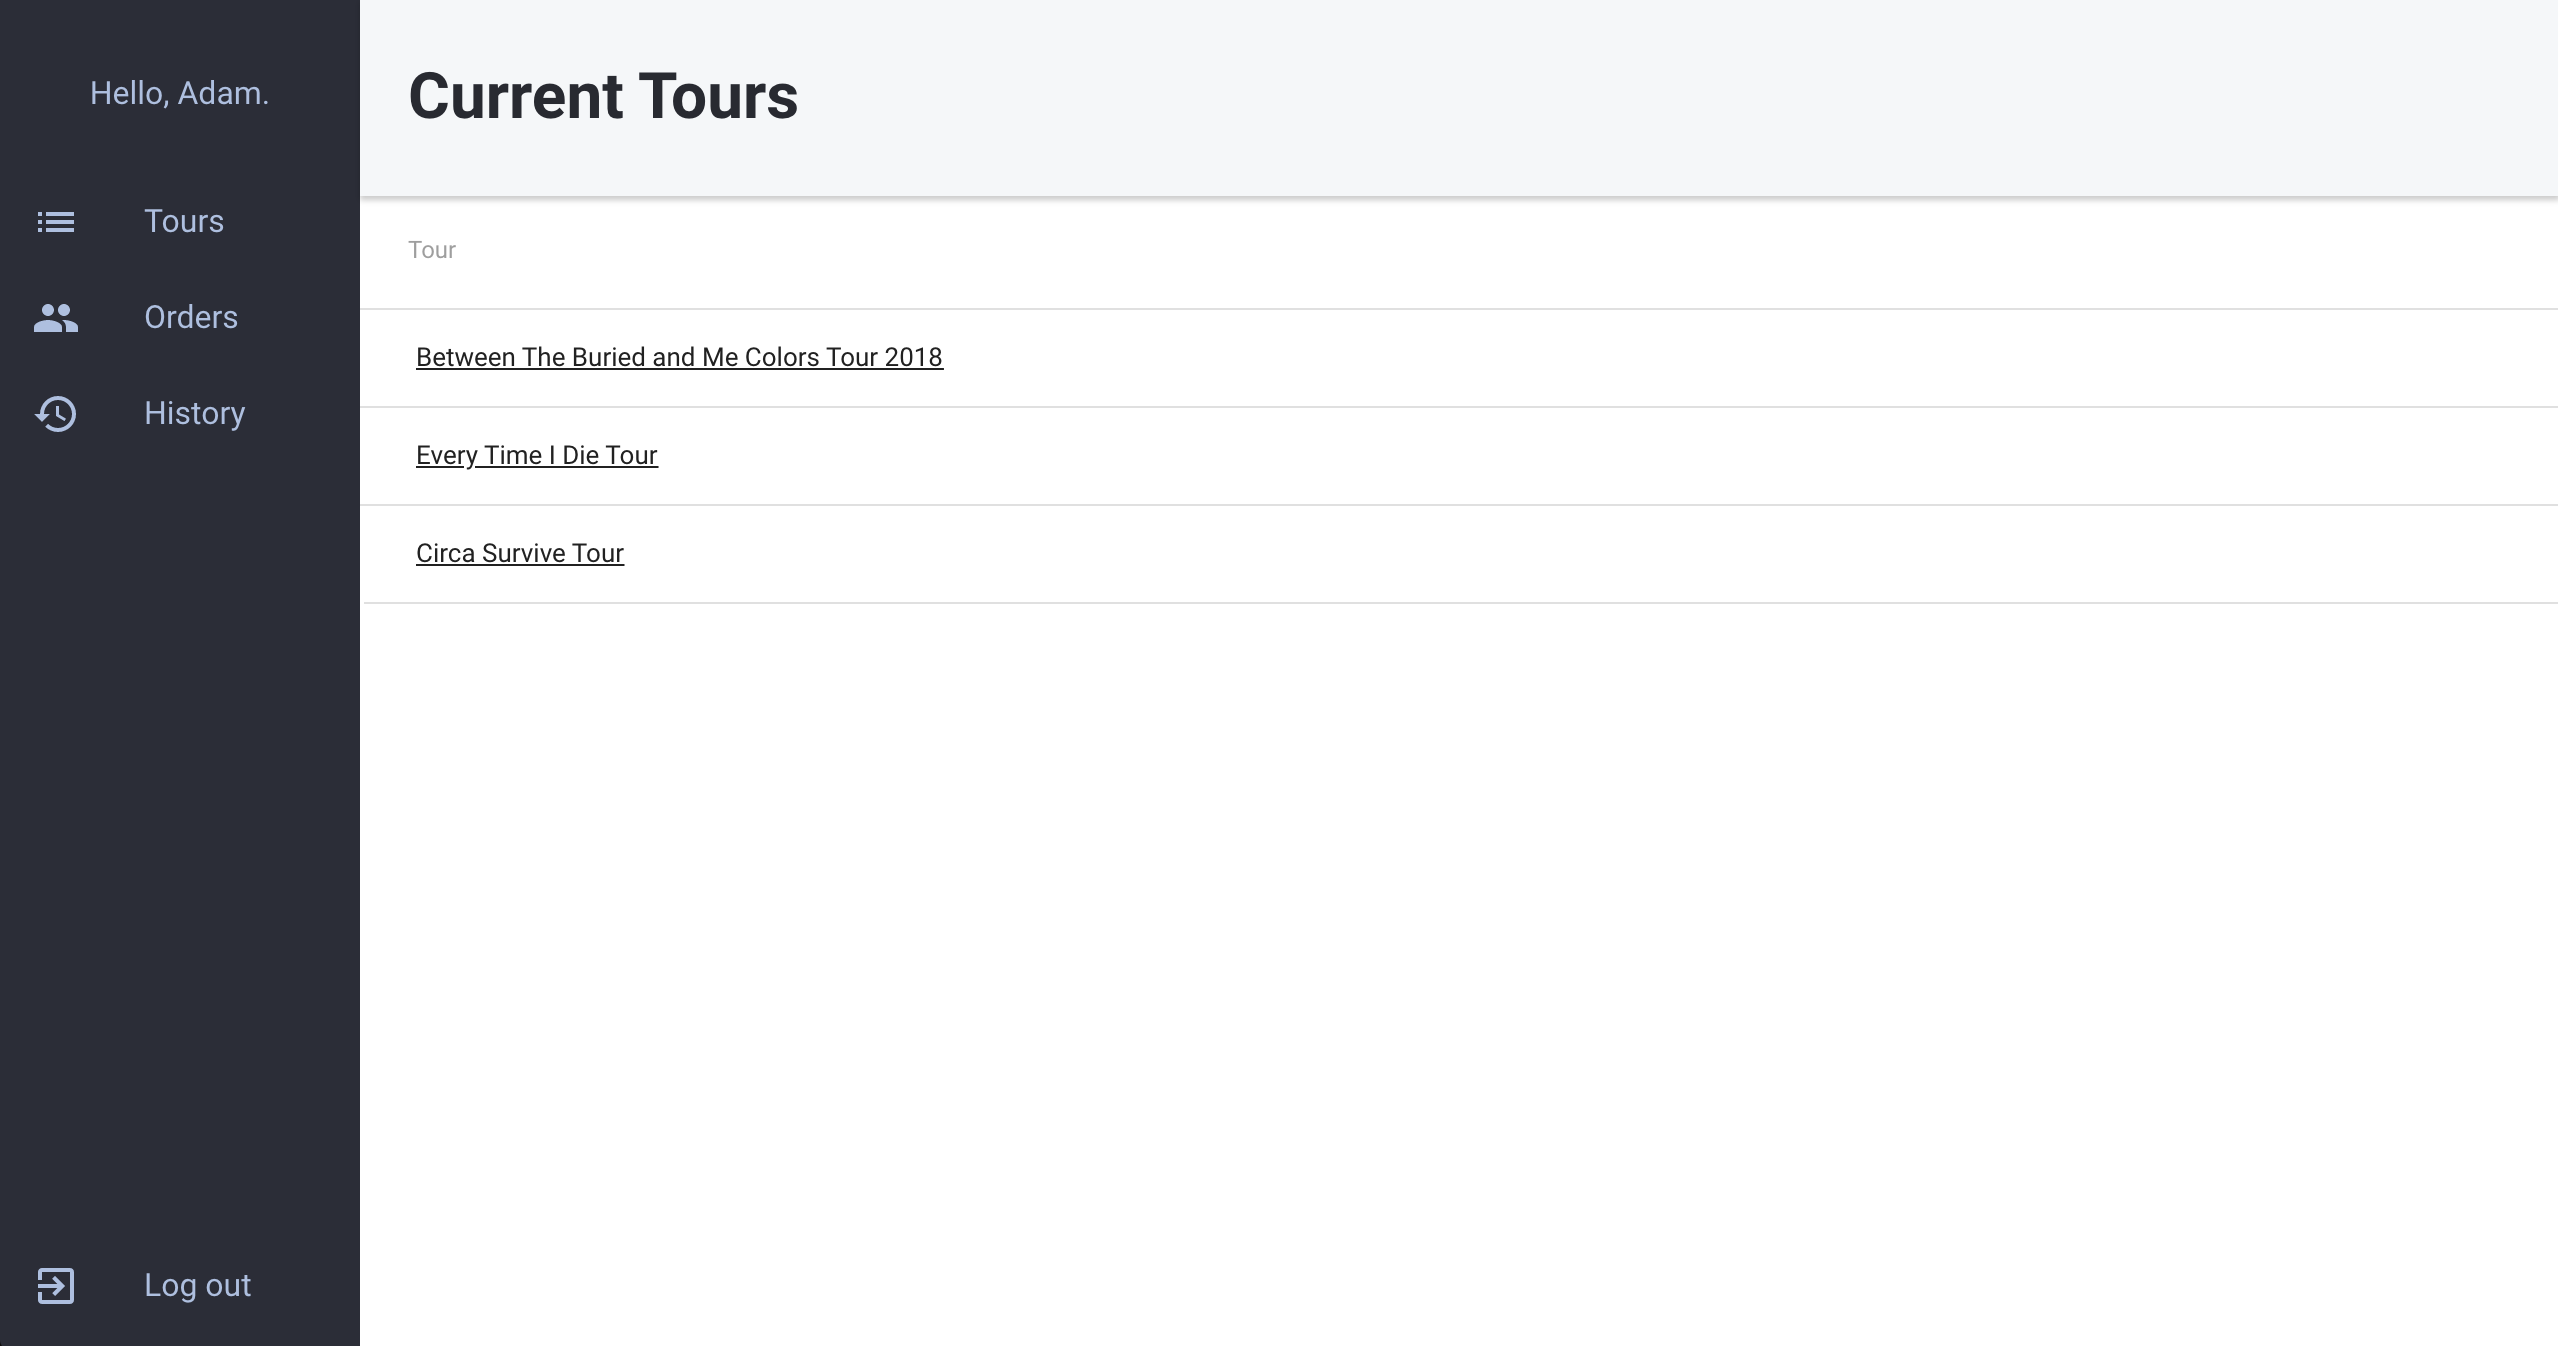 Hello, Adam.
Tours
Orders
History
Log out
Current Tours
Tour
Between The Buried and Me Colors Tour 2018
Every Time I Die Tour
Circa Survive Tour